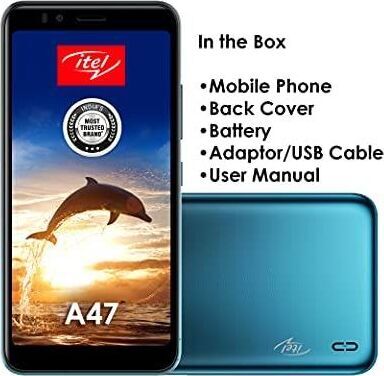 itel
INDIA'S
MOST
TRUSTED
BRAND
A47
In the Box
•Mobile Phone
•Back Cover
•Battery
•Adaptor/USB Cable
•User Manual
itel